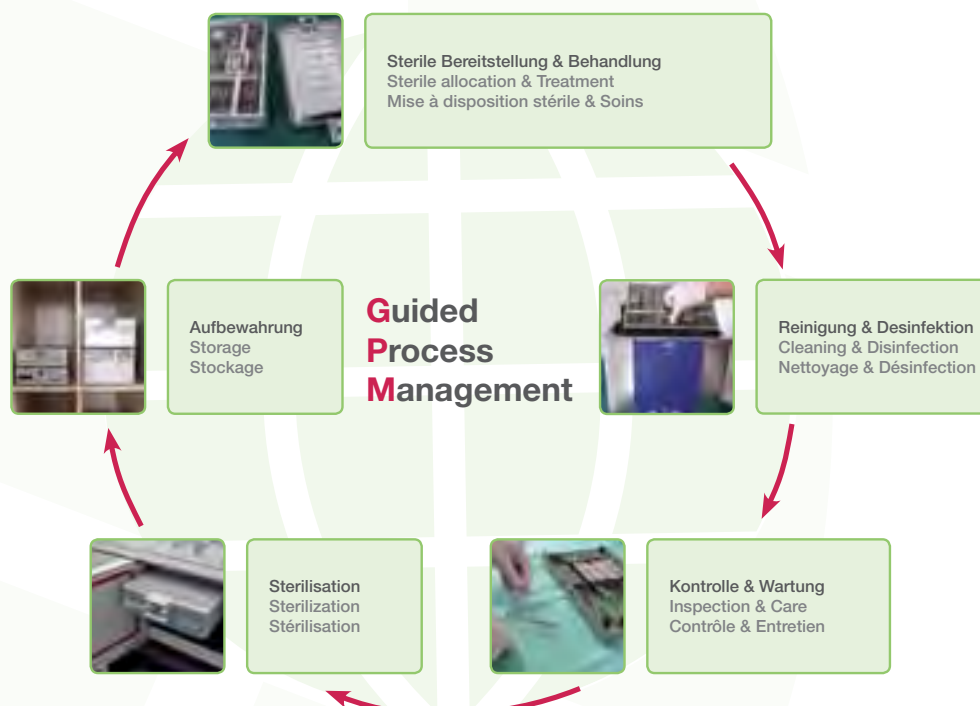 Sterile Bereitstellung & Behandlung
Sterile allocation & Treatment
Mise à disposition stérile & Soins
Aufbewahrung
Storage
Stockage
Guided
Process
Management
Reinigung & Desinfektion
Cleaning & Disinfection
Nettoyage & Désinfection
Sterilisation
Sterilization
Stérilisation
Kontrolle & Wartung
Inspection & Care
Contrôle & Entretien